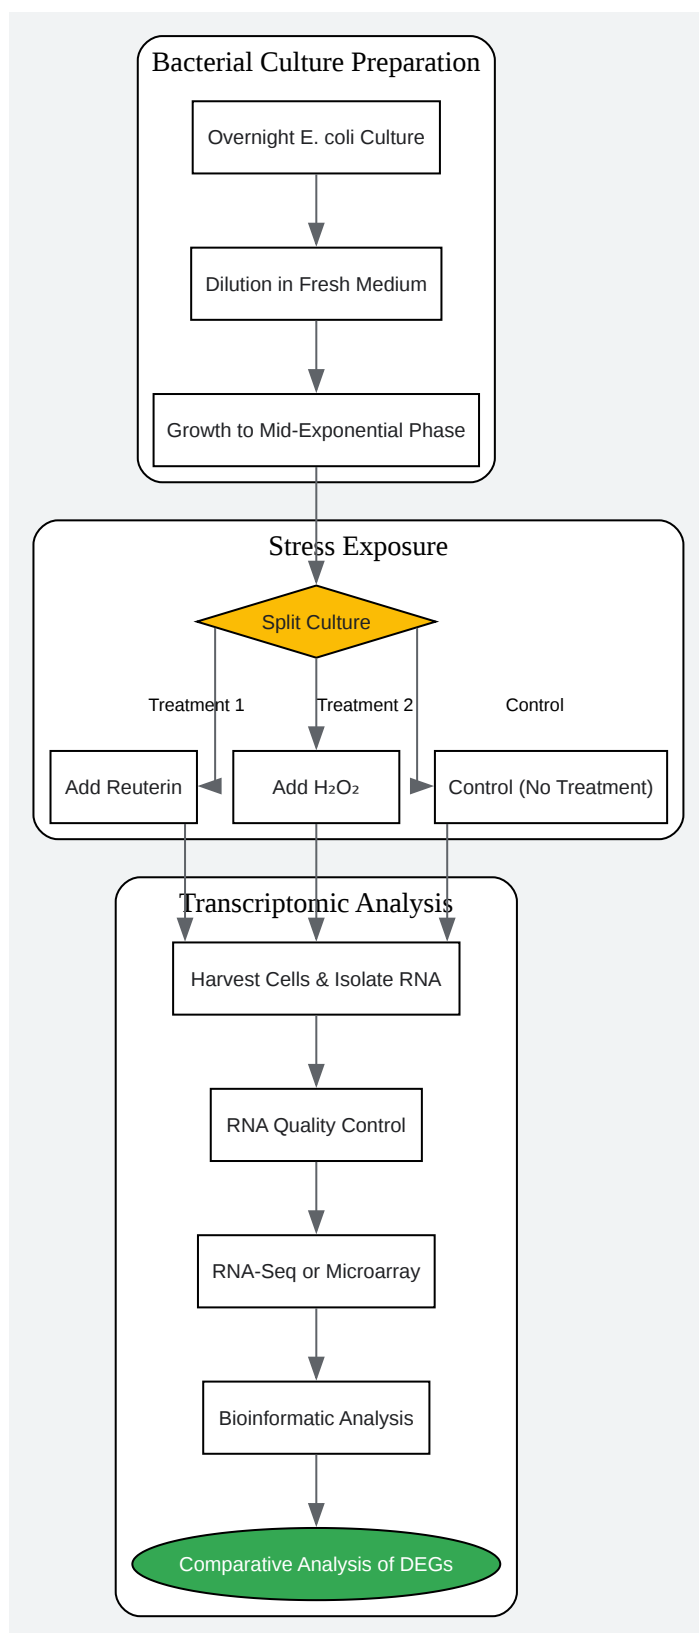 Bacterial Culture Preparation
Overnight E. coli Culture
Dilution in Fresh Medium
Growth to Mid-Exponential Phase
Stress Exposure
Split Culture
Treatment 1
Treatment 2
Control
Add Reuterin
Add H₂O₂
Control (No Treatment)
Transcriptomic Analysis
Harvest Cells & Isolate RNA
RNA Quality Control
RNA-Seq or Microarray
Bioinformatic Analysis
Comparative Analysis of DEGs